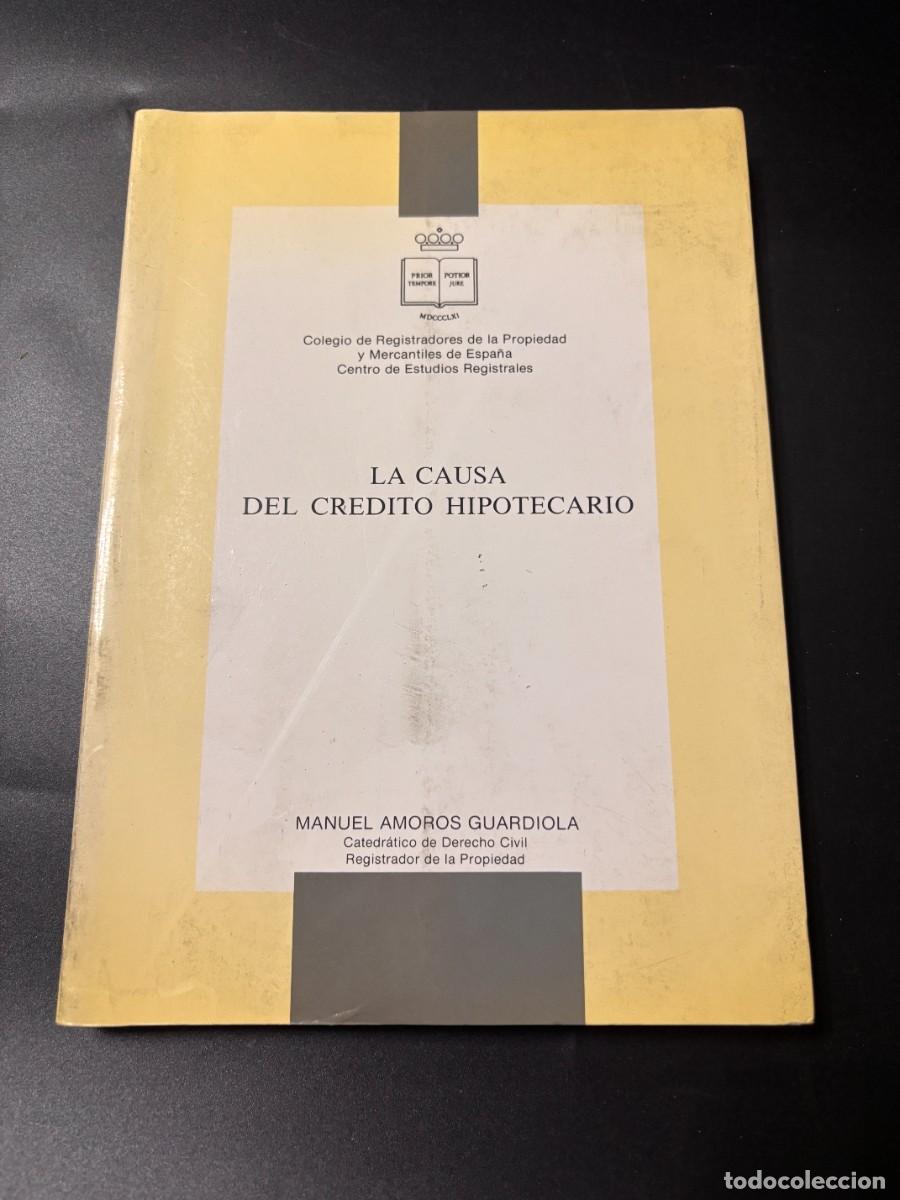 PRIOR POTIOR
TEMPORE JURE
MDCCCLXI
Colegio de Registradores de la Propiedad
y Mercantiles de España
Centro de Estudios Registrales
LA CAUSA
DEL CREDITO HIPOTECARIO
MANUEL AMOROS GUARDIOLA
Catedrático de Derecho Civil
Registrador de la Propiedad
todocoleccion